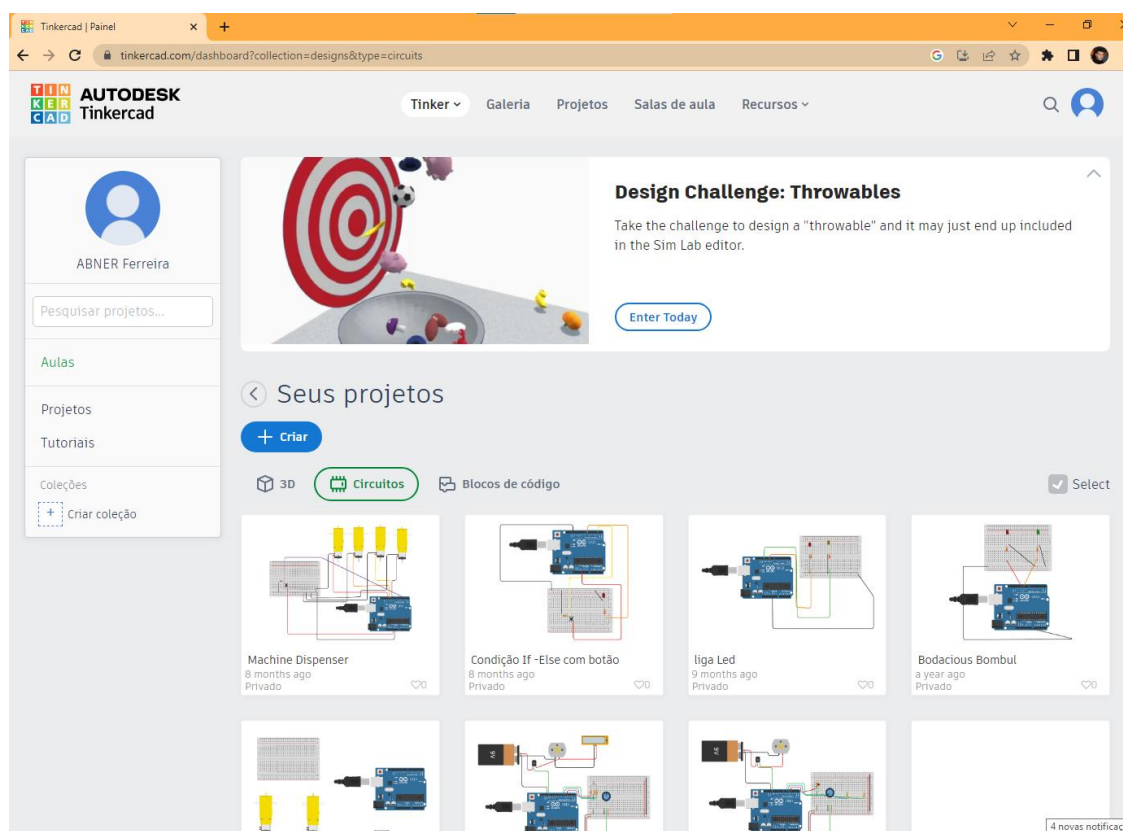 Tinkercad | Painel
tinkercad.com/dashboard?collection=designs&type=circuits
TIN
KER
CAD
AUTODESK
Tinkercad
Tinker
Galeria
Projetos
Salas de aula
Recursos
ABNER Ferreira
Pesquisar projetos...
Aulas
Projetos
Tutoriais
Coleções
+ Criar coleção
Design Challenge: Throwables
Take the challenge to design a "throwable" and it may just end up included
in the Sim Lab editor.
Enter Today
Seus projetos
+ Criar
3D
Circuitos
Blocos de código
Select
Machine Dispenser
8 months ago
Privado
0
Condição If -Else com botão
8 months ago
Privado
0
liga Led
9 months ago
Privado
0
Bodacious Bombul
a year ago
Privado
0
4 novas notificaç